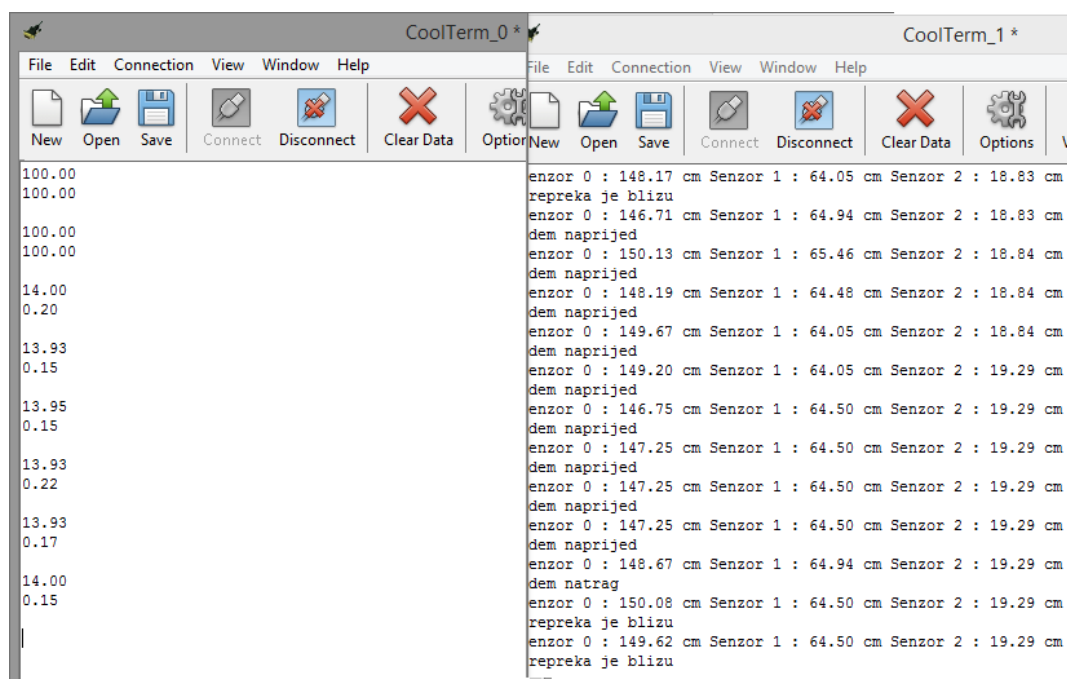 CoolTerm_0 *
File Edit Connection View Window Help
New Open Save Connect Disconnect Clear Data Option
100.00
100.00
100.00
100.00
14.00
0.20
13.93
0.15
13.95
0.15
13.93
0.22
13.93
0.17
14.00
0.15
CoolTerm_1 *
File Edit Connection View Window Help
New Open Save Connect Disconnect Clear Data Options
enzor 0 : 148.17 cm Senzor 1 : 64.05 cm Senzor 2 : 18.83 cm
repreka je blizu
enzor 0 : 146.71 cm Senzor 1 : 64.94 cm Senzor 2 : 18.83 cm
dem naprijed
enzor 0 : 150.13 cm Senzor 1 : 65.46 cm Senzor 2 : 18.84 cm
dem naprijed
enzor 0 : 148.19 cm Senzor 1 : 64.48 cm Senzor 2 : 18.84 cm
dem naprijed
enzor 0 : 149.67 cm Senzor 1 : 64.05 cm Senzor 2 : 18.84 cm
dem naprijed
enzor 0 : 149.20 cm Senzor 1 : 64.05 cm Senzor 2 : 19.29 cm
dem naprijed
enzor 0 : 146.75 cm Senzor 1 : 64.50 cm Senzor 2 : 19.29 cm
dem naprijed
enzor 0 : 147.25 cm Senzor 1 : 64.50 cm Senzor 2 : 19.29 cm
dem naprijed
enzor 0 : 147.25 cm Senzor 1 : 64.50 cm Senzor 2 : 19.29 cm
dem naprijed
enzor 0 : 147.25 cm Senzor 1 : 64.50 cm Senzor 2 : 19.29 cm
dem naprijed
enzor 0 : 148.67 cm Senzor 1 : 64.94 cm Senzor 2 : 19.29 cm
dem natrag
enzor 0 : 150.08 cm Senzor 1 : 64.50 cm Senzor 2 : 19.29 cm
repreka je blizu
enzor 0 : 149.62 cm Senzor 1 : 64.50 cm Senzor 2 : 19.29 cm
repreka je blizu